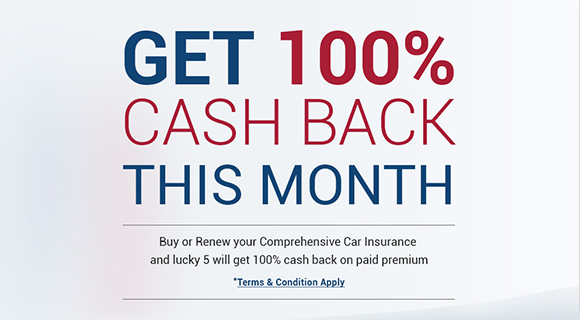 GET 100%
CASH BACK
THIS MONTH
Buy or Renew your Comprehensive Car Insurance
and lucky 5 will get 100% cash back on paid premium
*Terms & Condition Apply